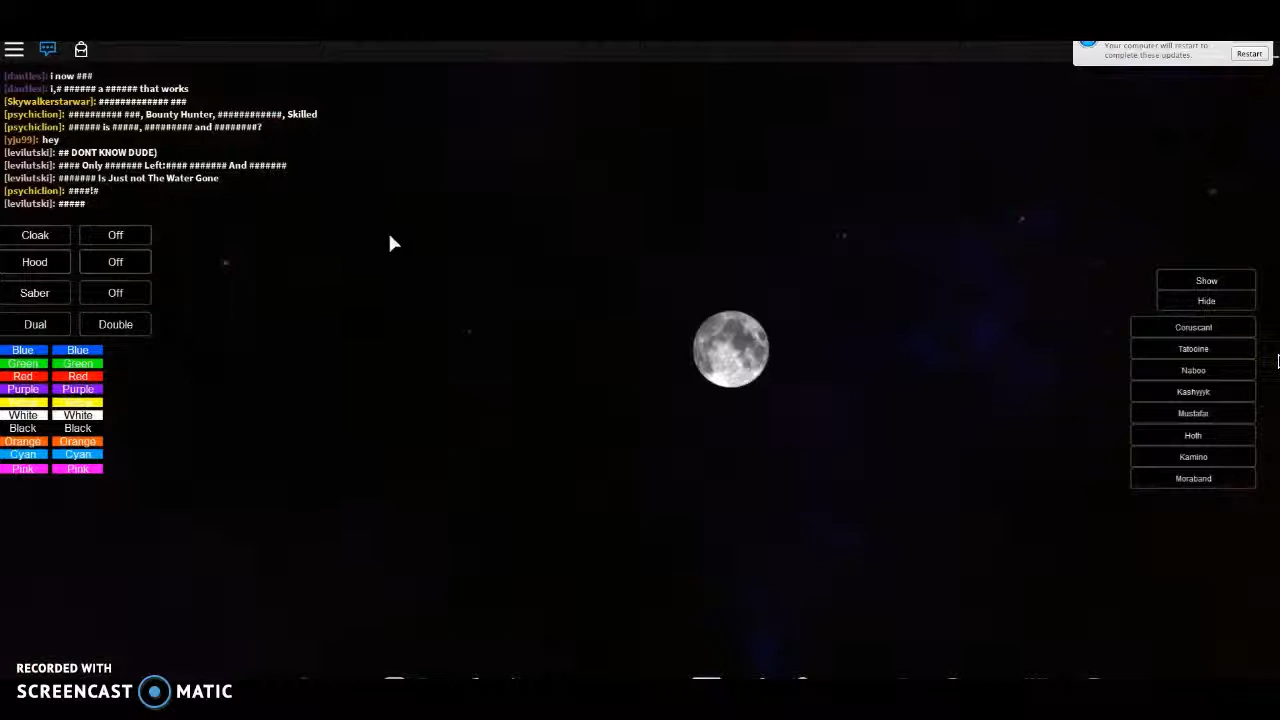 Your computer will restart to
complete these updates.
Restart
[dantles]: i now ###
[dantles]: i,# ###### a ###### that works
[Skywalkerstarwar]: ############# ###
[psychiclion]: ########## ###, Bounty Hunter, ############, Skilled
[psychiclion]: ###### is #####, ######### and ########?
[yju99]: hey
[levilutski]: ## DONT KNOW DUDE)
[levilutski]: #### Only ####### Left:#### ####### And #######
[levilutski]: ####### Is Just not The Water Gone
[psychiclion]: ####!#
[levilutski]: #####
Cloak Off
Hood Off
Saber Off
Dual Double
Blue Blue
Green Green
Red Red
Purple Purple
White White
Black Black
Orange Orange
Cyan Cyan
Pink Pink
Show
Hide
Coruscant
Tatooine
Naboo
Kashyyyk
Mustafar
Hoth
Kamino
Moraband
RECORDED WITH
SCREENCAST MATIC